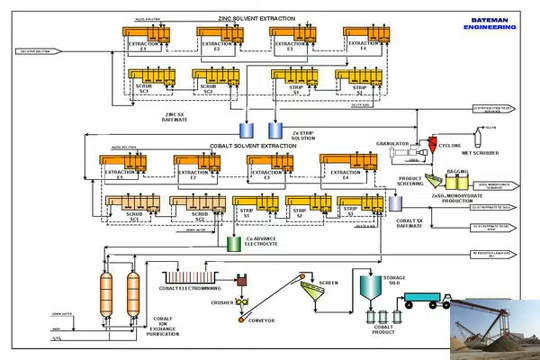 ZINC SOLVENT EXTRACTION
BATEMAN
ENGINEERING
EXTRACTION
E1
EXTRACTION
E2
EXTRACTION
E3
EXTRACTION
E4
SCRUB
SC1
SCRUB
SC2
STRIP
S1
STRIP
S2
ZINC SX
RAFFINATE
Zn STRIP
SOLUTION
GRANULATOR
CYCLONE
WET SCRUBBER
COBALT SOLVENT EXTRACTION
EXTRACTION
E1
EXTRACTION
E2
EXTRACTION
E3
EXTRACTION
E4
PRODUCT
SCREENING
BAGGING
ZnSO4 MONOHYDRATE
PRODUCTION
SCRUB
SC1
SCRUB
SC2
STRIP
S1
STRIP
S2
STRIP
S3
COBALT SX
RAFFINATE
Co ADVANCE
ELECTROLYTE
COBALT ELECTROWINNING
CRUSHER
CONVEYOR
SCREEN
STORAGE
SILO
COBALT
PRODUCT
COBALT
ION
EXCHANGE
PURIFICATION